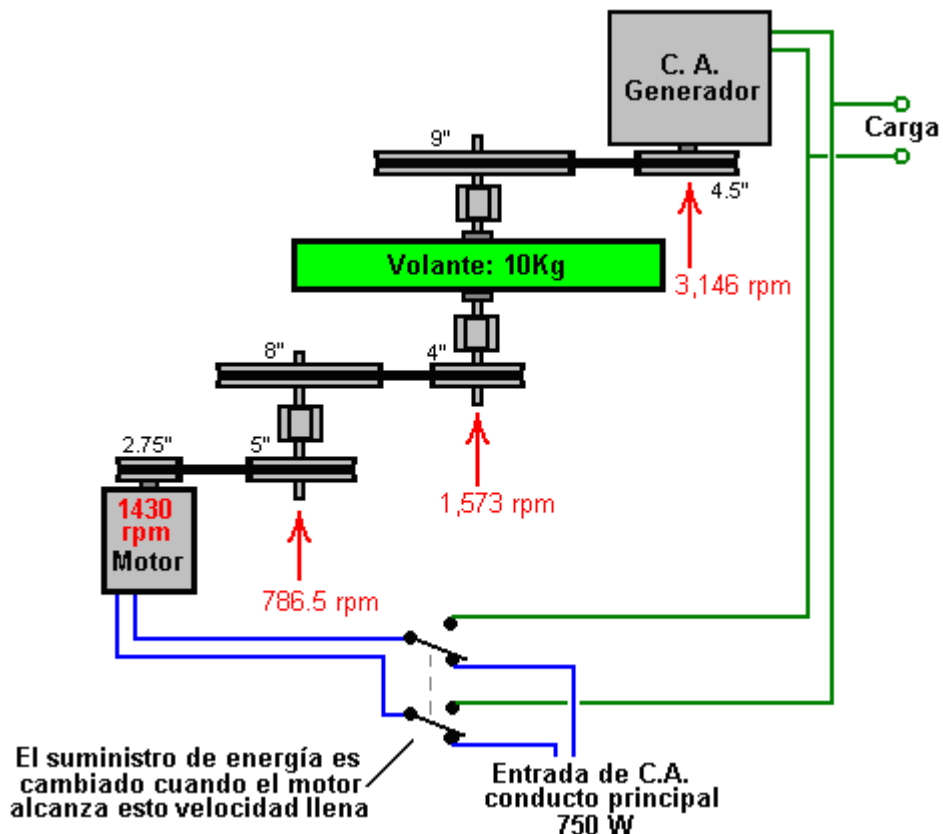 C. A.
Generador
Carga
9"
4.5"
Volante: 10Kg
3,146 rpm
8"
4"
2.75"
5"
1430
rpm
Motor
1,573 rpm
786.5 rpm
El suministro de energía es
cambiado cuando el motor
alcanza esto velocidad llena
Entrada de C.A.
conducto principal
750 W